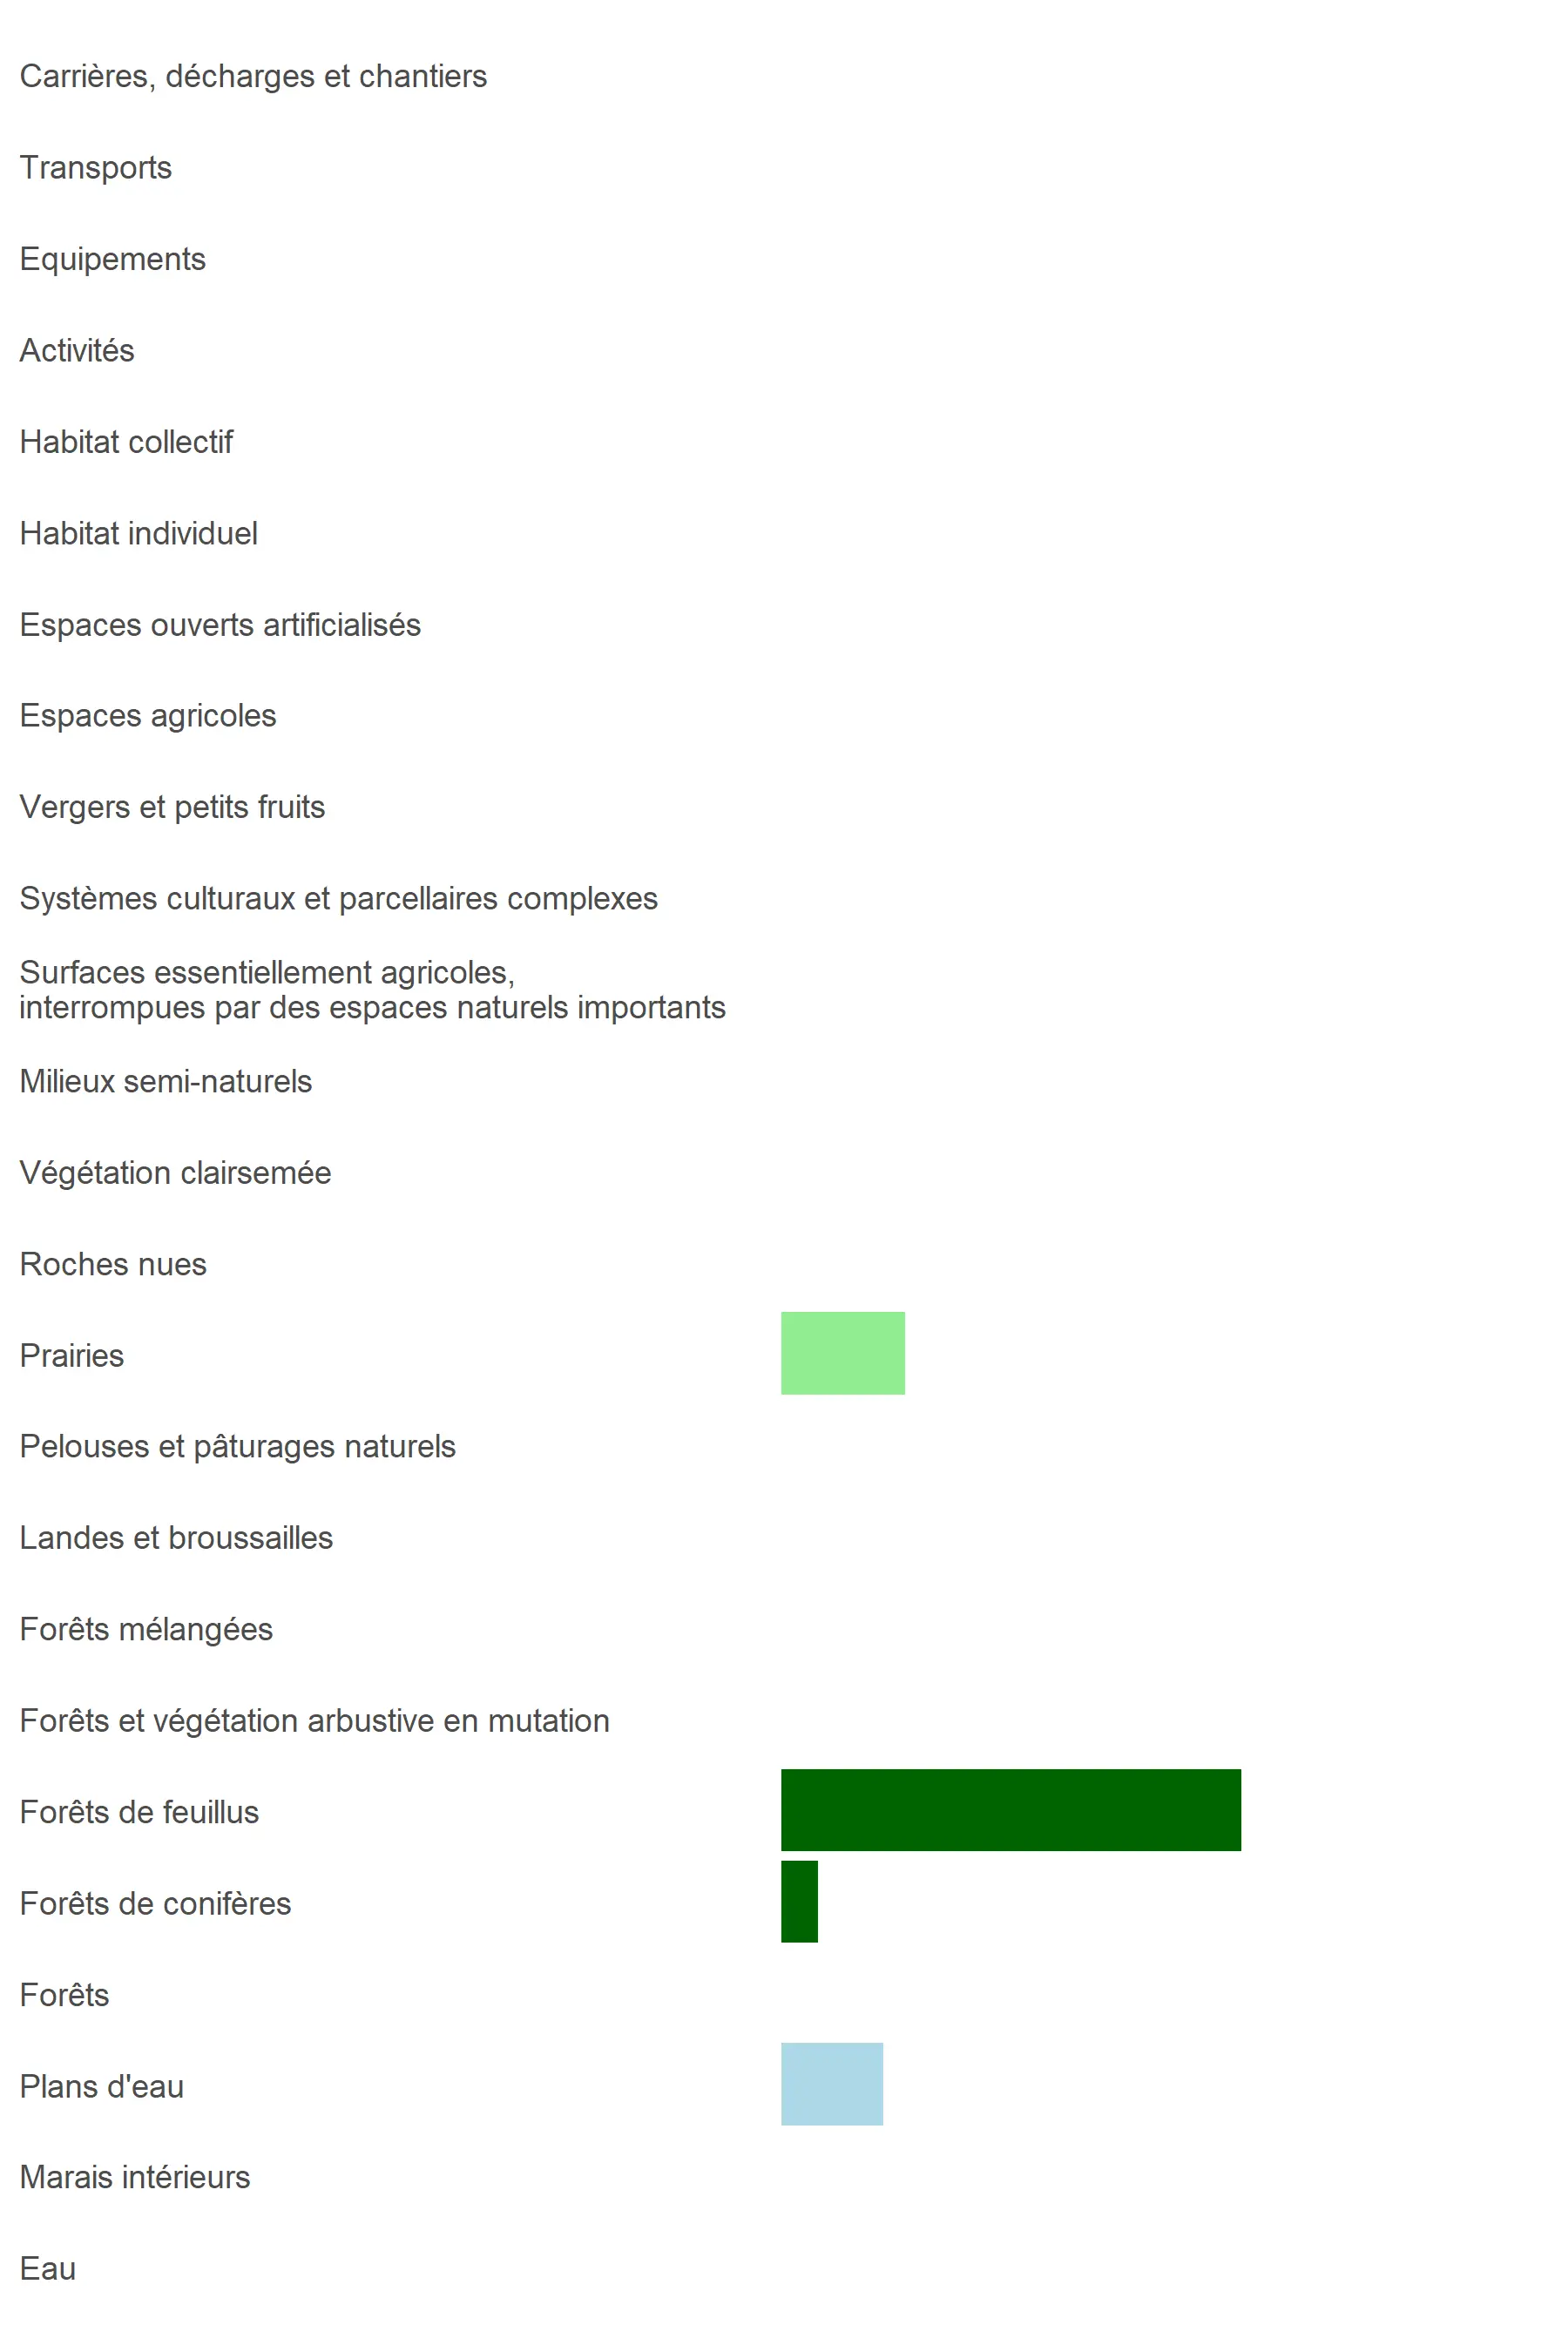 Carrières, décharges et chantiers
Transports
Equipements
Activités
Habitat collectif
Habitat individuel
Espaces ouverts artificialisés
Espaces agricoles
Vergers et petits fruits
Systèmes culturaux et parcellaires complexes
Surfaces essentiellement agricoles,
interrompues par des espaces naturels importants
Milieux semi-naturels
Végétation clairsemée
Roches nues
Prairies
Pelouses et pâturages naturels
Landes et broussailles
Forêts mélangées
Forêts et végétation arbustive en mutation
Forêts de feuillus
Forêts de conifères
Forêts
Plans d'eau
Marais intérieurs
Eau